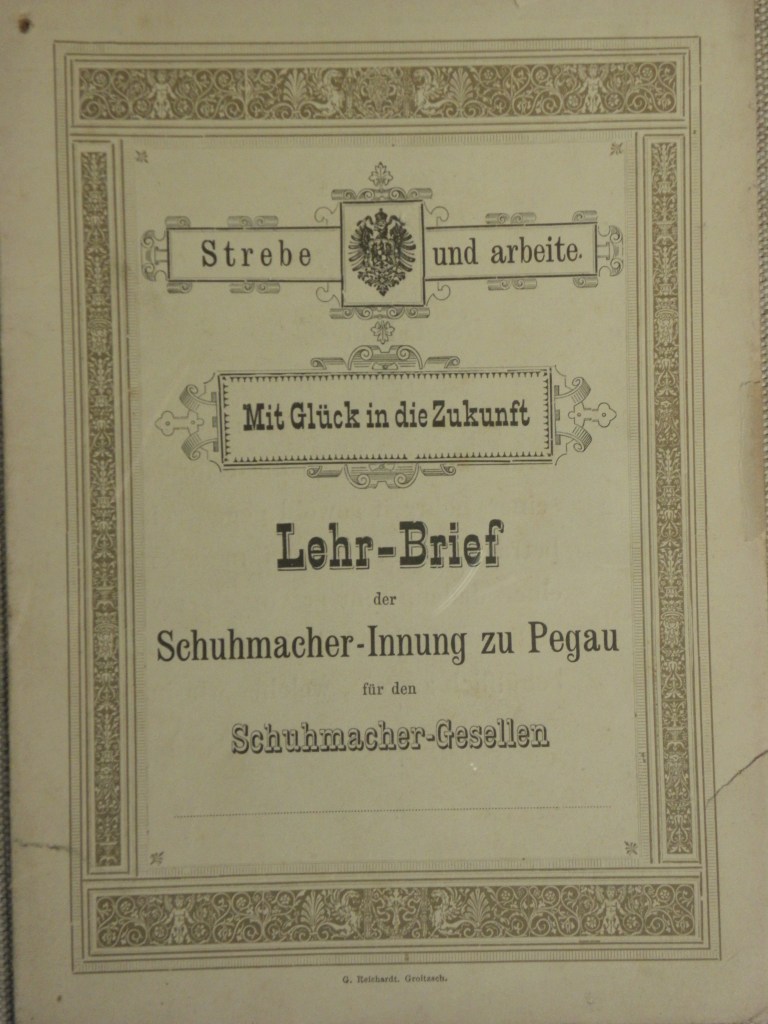 Strebe und arbeite.
Mit Glück in die Zukunft
Lehr-Brief
der
Schuhmacher-Innung zu Pegau
für den
Schuhmacher-Gesellen
G. Reichardt, Groitzsch.